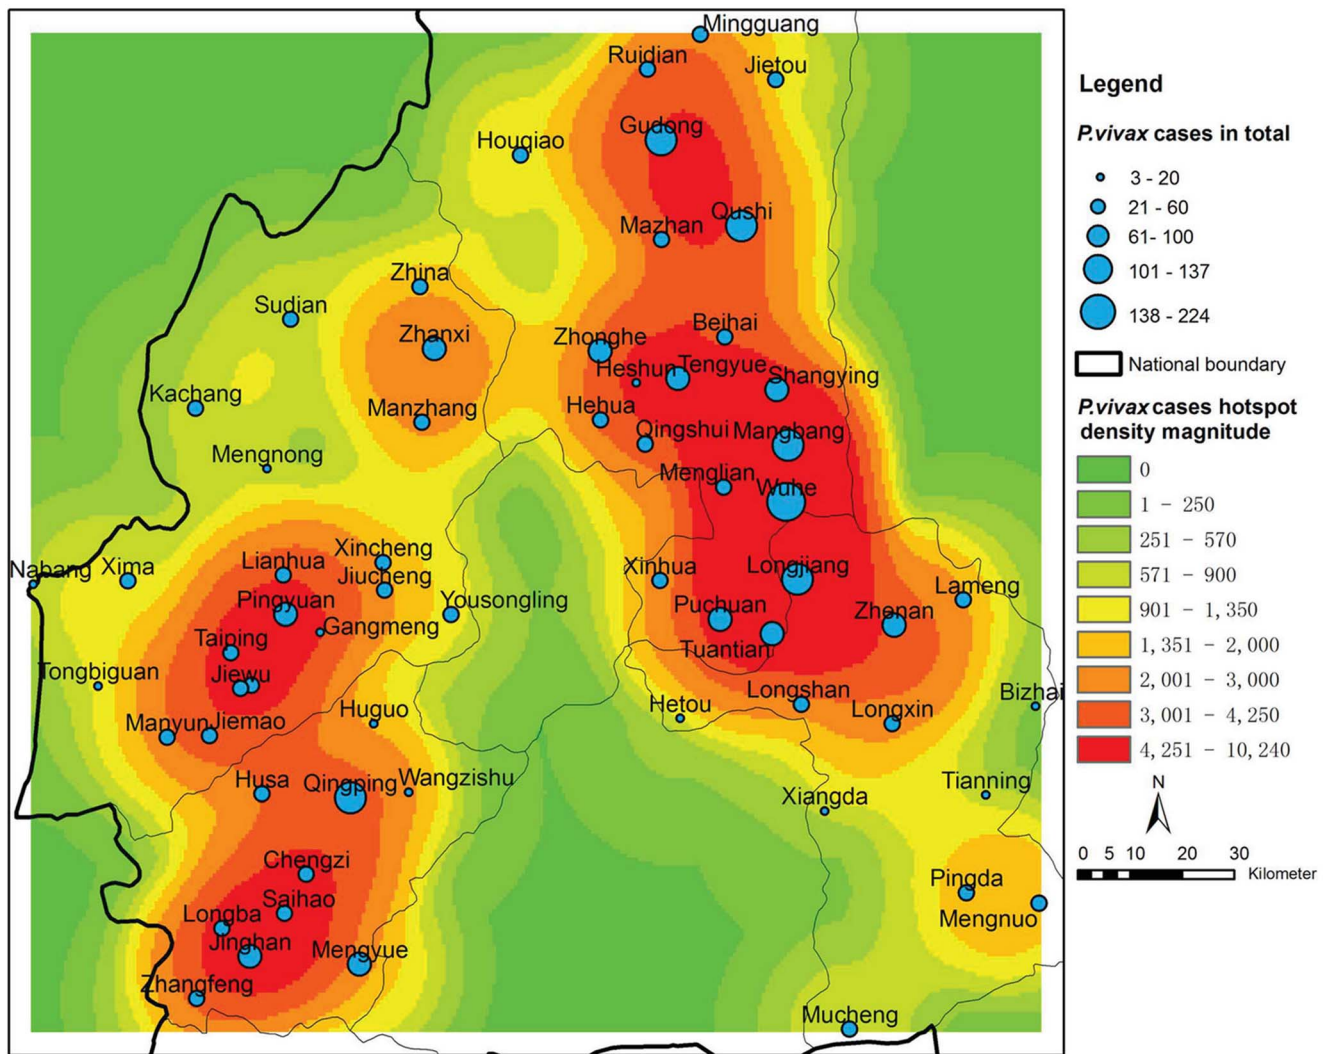 Mingguang
Ruidian
Jietou
Gudong
Houqiao
Qushi
Mazhan
Zhina
Sudian
Zhanxi
Zhonghe
Beihai
Heshun
Tengyue
Shangying
Kachang
Manzhang
Hehua
Qingshui
Mangbang
Mengnong
Menglian
Wuhe
Nabang
Xima
Lianhua
Xincheng
Jiucheng
Xinhua
Longjiang
Lameng
Pingyuan
Yousongling
Puchuan
Zhenan
Gangmeng
Taiping
Tuantian
Tongbiguan
Jiewu
Longshan
Bizhai
Huguo
Hetou
Longxin
Manyun
Jiemao
Husa
Qingping
Wangzishu
Tianning
Xiangda
Chengzi
Pingda
Saihao
Longba
Mengnuo
Jinghan
Mengyue
Zhangfeng
Mucheng
Legend
P.vivax cases in total
3 - 20
21 - 60
61- 100
101 - 137
138 - 224
National boundary
P.vivax cases hotspot
density magnitude
0
1 - 250
251 - 570
571 - 900
901 - 1,350
1,351 - 2,000
2,001 - 3,000
3,001 - 4,250
4,251 - 10,240
N
0 5 10 20 30 Kilometer